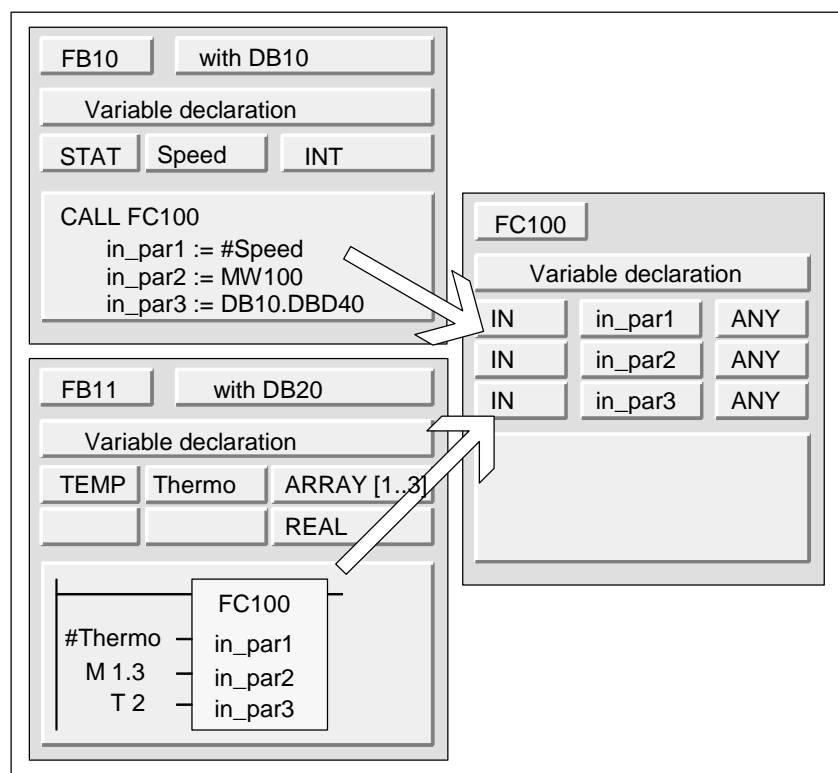 FB10 with DB10
Variable declaration
STAT Speed INT
CALL FC100
in_par1 := #Speed
in_par2 := MW100
in_par3 := DB10.DBD40
FB11 with DB20
Variable declaration
TEMP Thermo ARRAY [1..3]
REAL
FC100
#Thermo in_par1
M 1.3 in_par2
T 2 in_par3
FC100
Variable declaration
IN in_par1 ANY
IN in_par2 ANY
IN in_par3 ANY